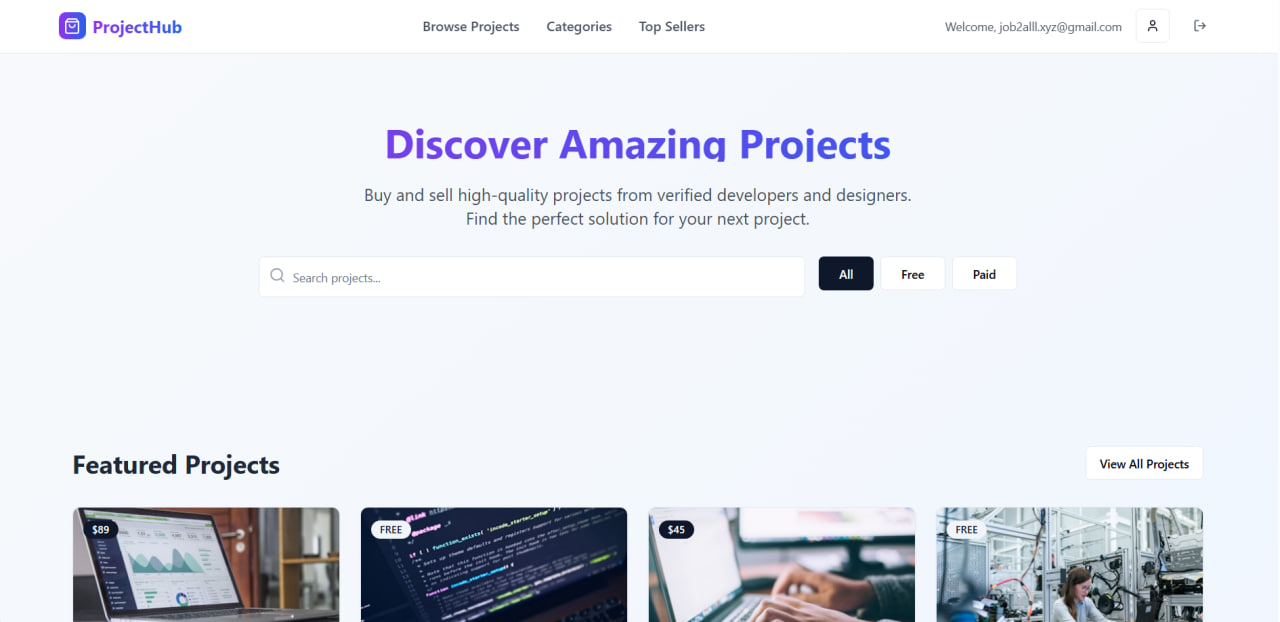 ProjectHub
Browse Projects
Categories
Top Sellers
Welcome, job2alll.xyz@gmail.com
Discover Amazing Projects
Buy and sell high-quality projects from verified developers and designers.
Find the perfect solution for your next project.
Search projects...
All
Free
Paid
Featured Projects
View All Projects
$89
FREE
$45
FREE